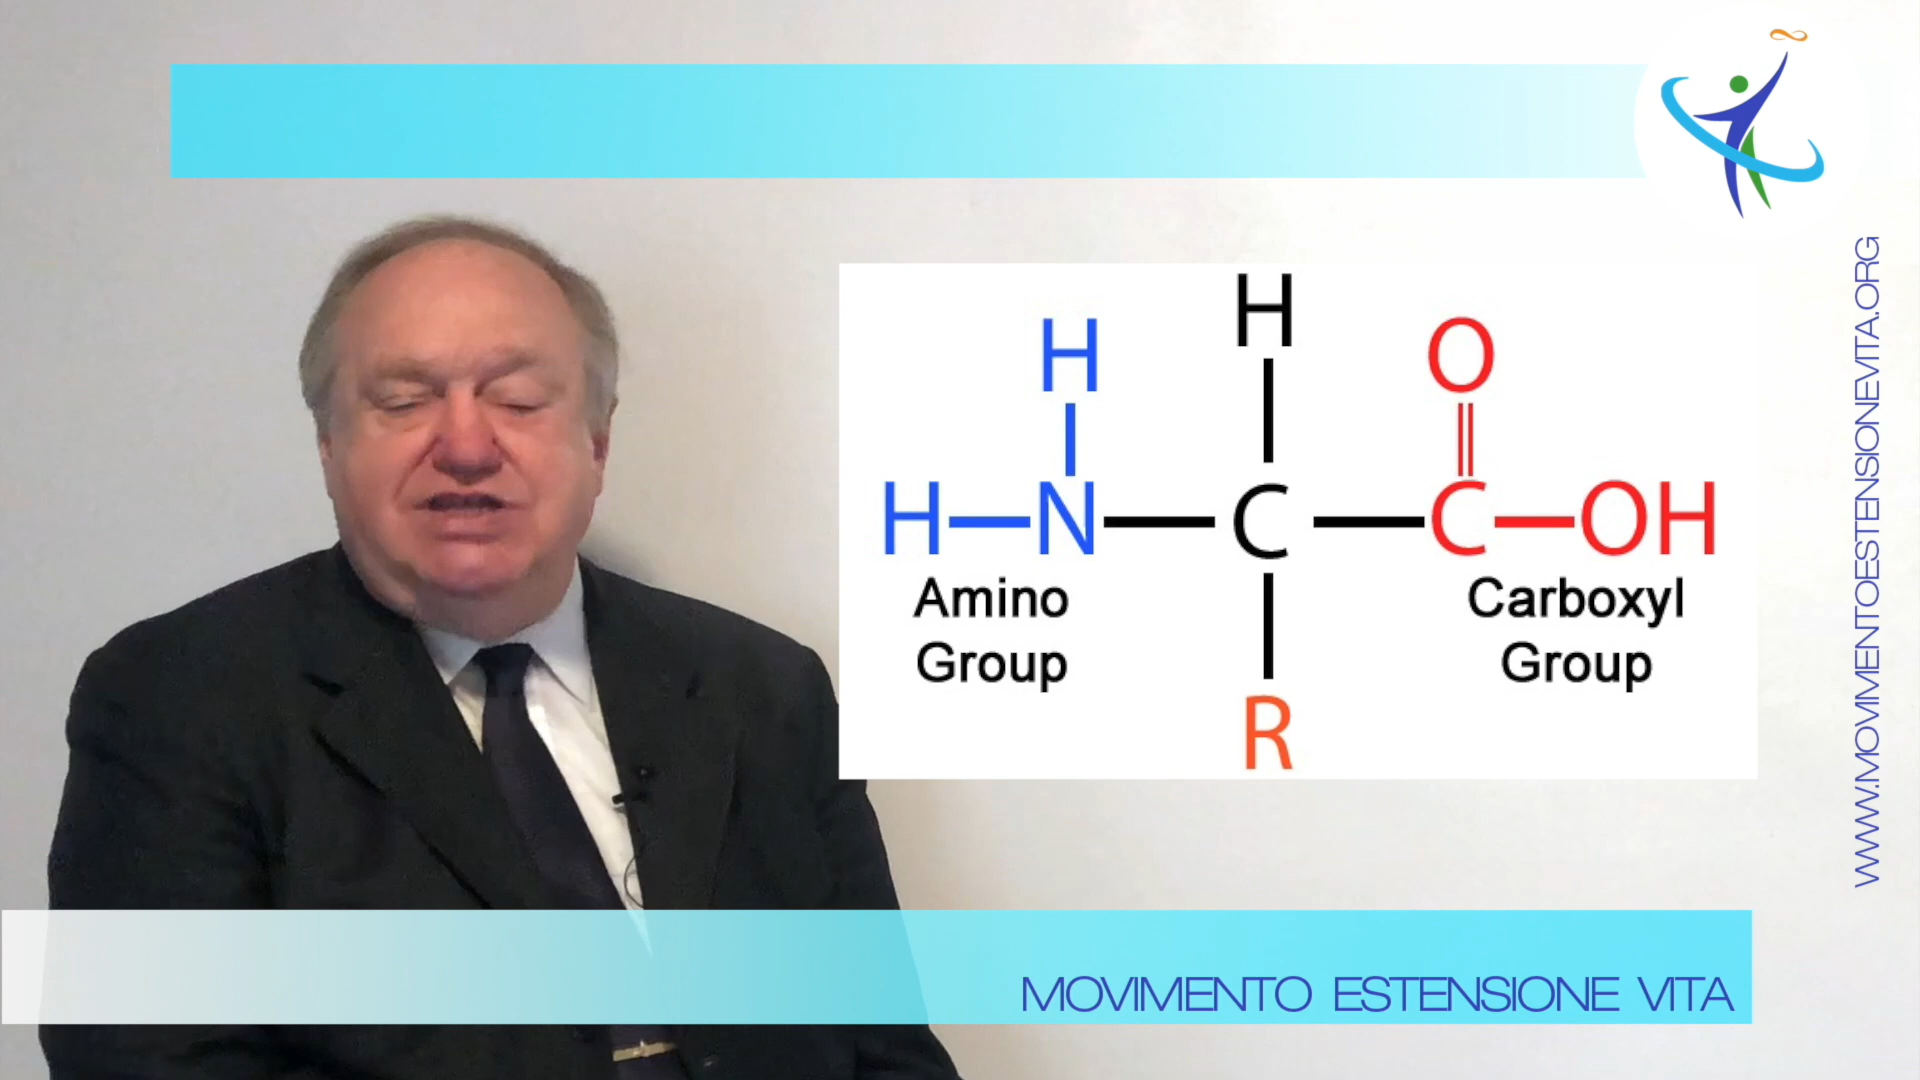 H
H
O
H N C C OH
Amino
Group
Carboxyl
Group
R
WWW.MOVIMENTOESTENSIONEVITA.ORG
MOVIMENTO ESTENSIONE VITA